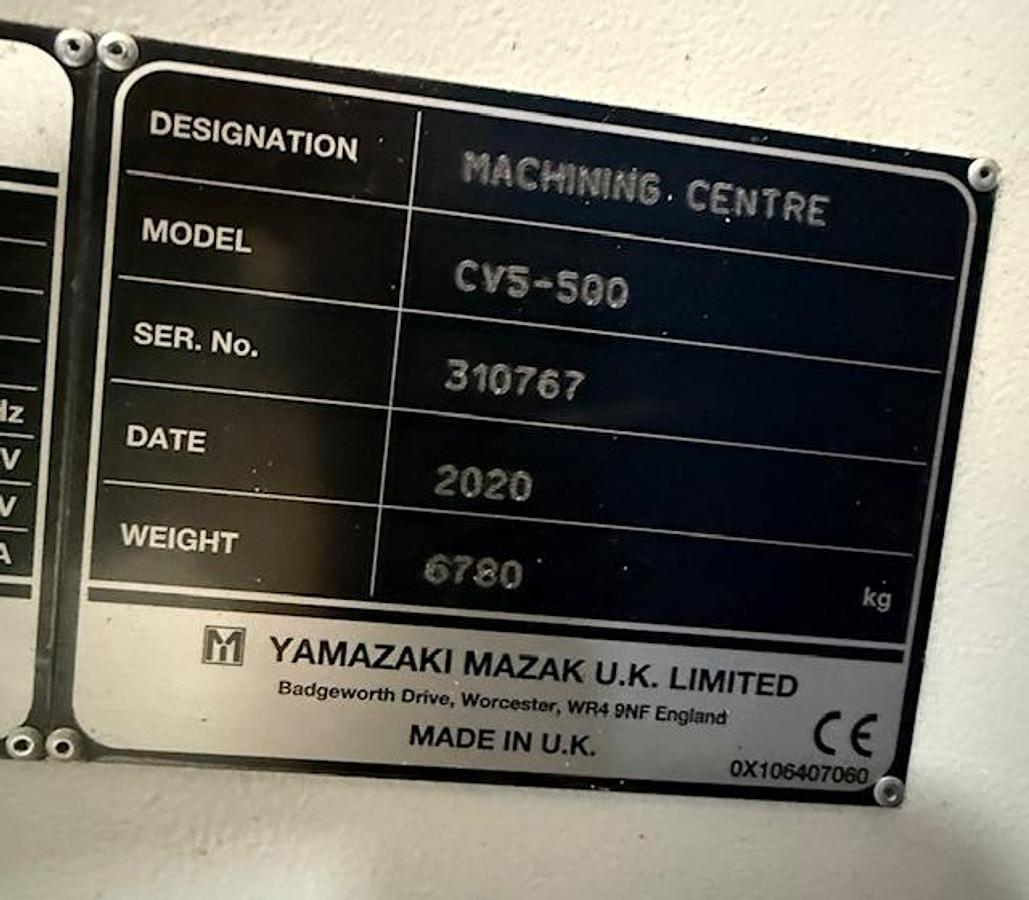 DESIGNATION MACHINING CENTRE
MODEL CV5-500
SER. No. 310767
DATE 2020
WEIGHT 6780 kg
Hz
V
V
A
YAMAZAKI MAZAK U.K. LIMITED
Badgeworth Drive, Worcester, WR4 9NF England
MADE IN U.K.
CE
0X106407060